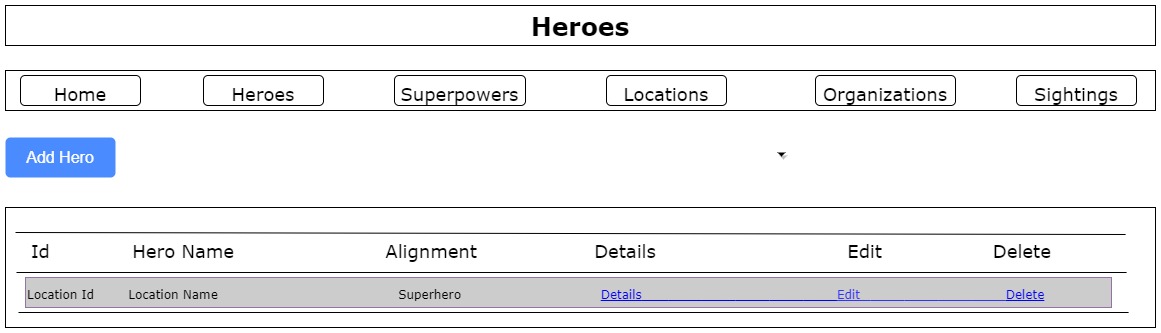 Heroes
Home Heroes Superpowers Locations Organizations Sightings
Add Hero
Id Hero Name Alignment Details Edit Delete
Location Id Location Name Superhero Details Edit Delete